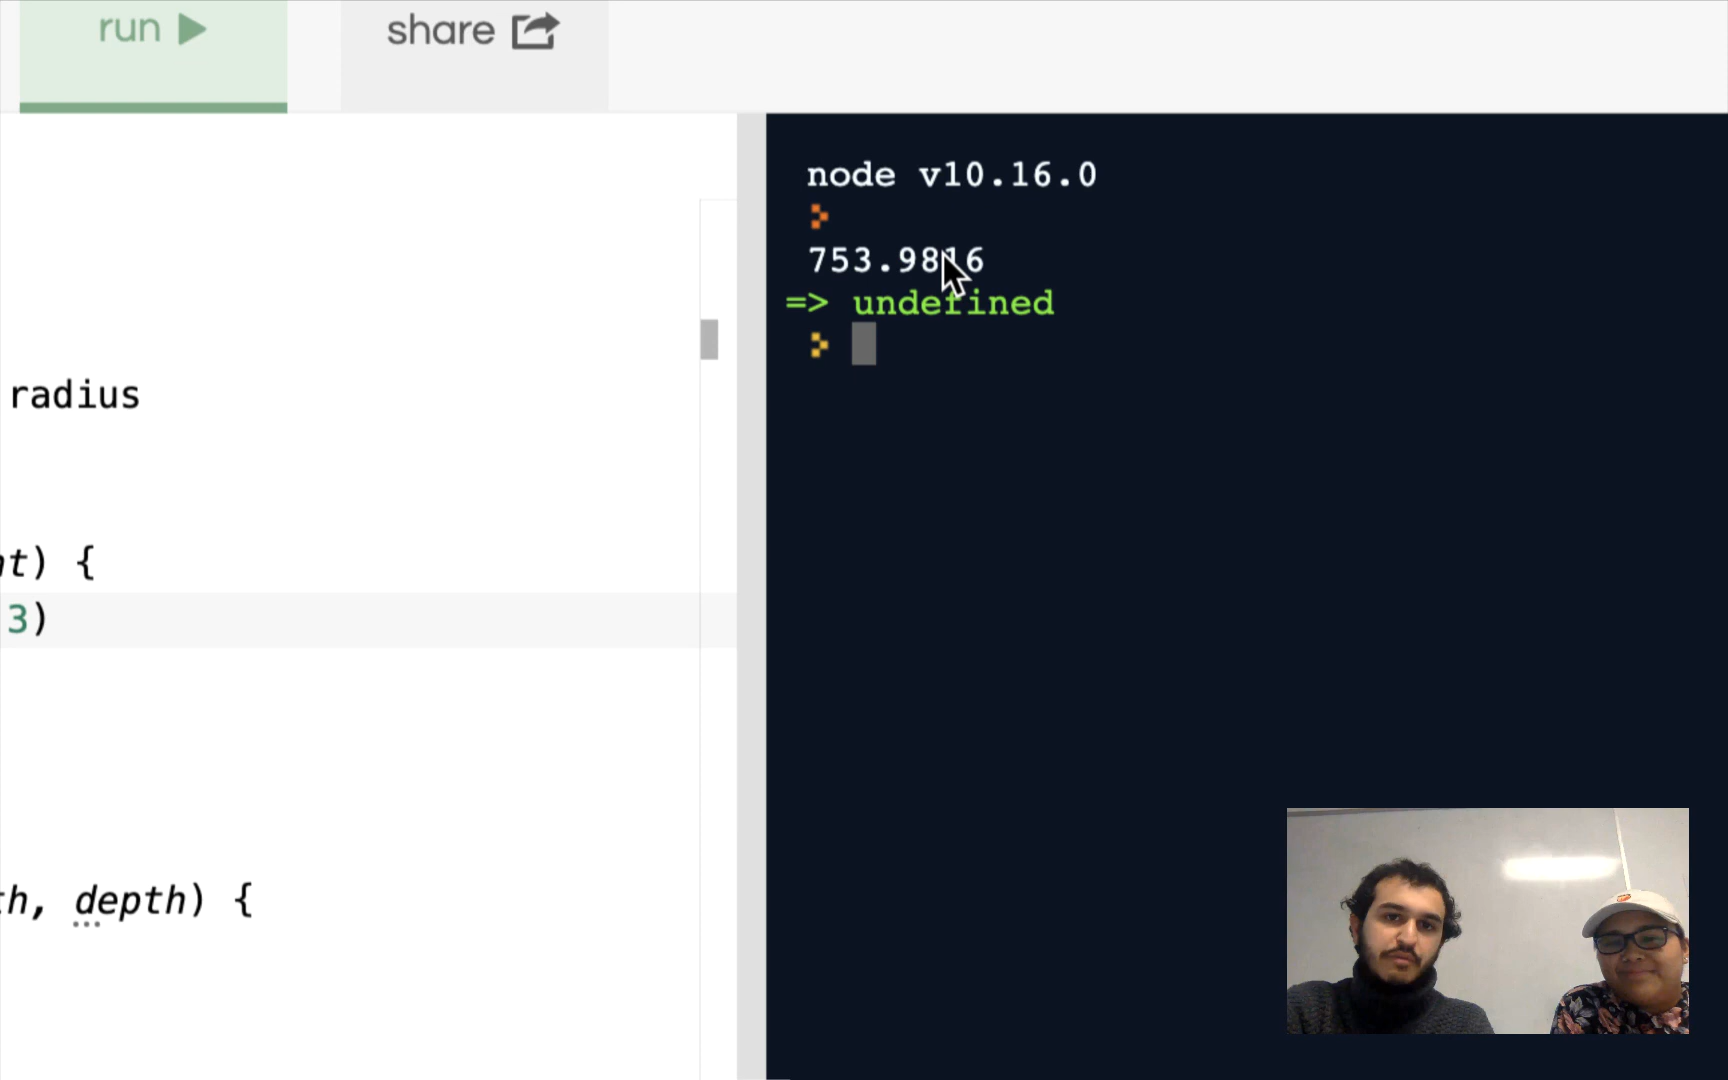 run
share
node v10.16.0
753.9816
=> undefined
radius
t) {
3)
h, depth) {